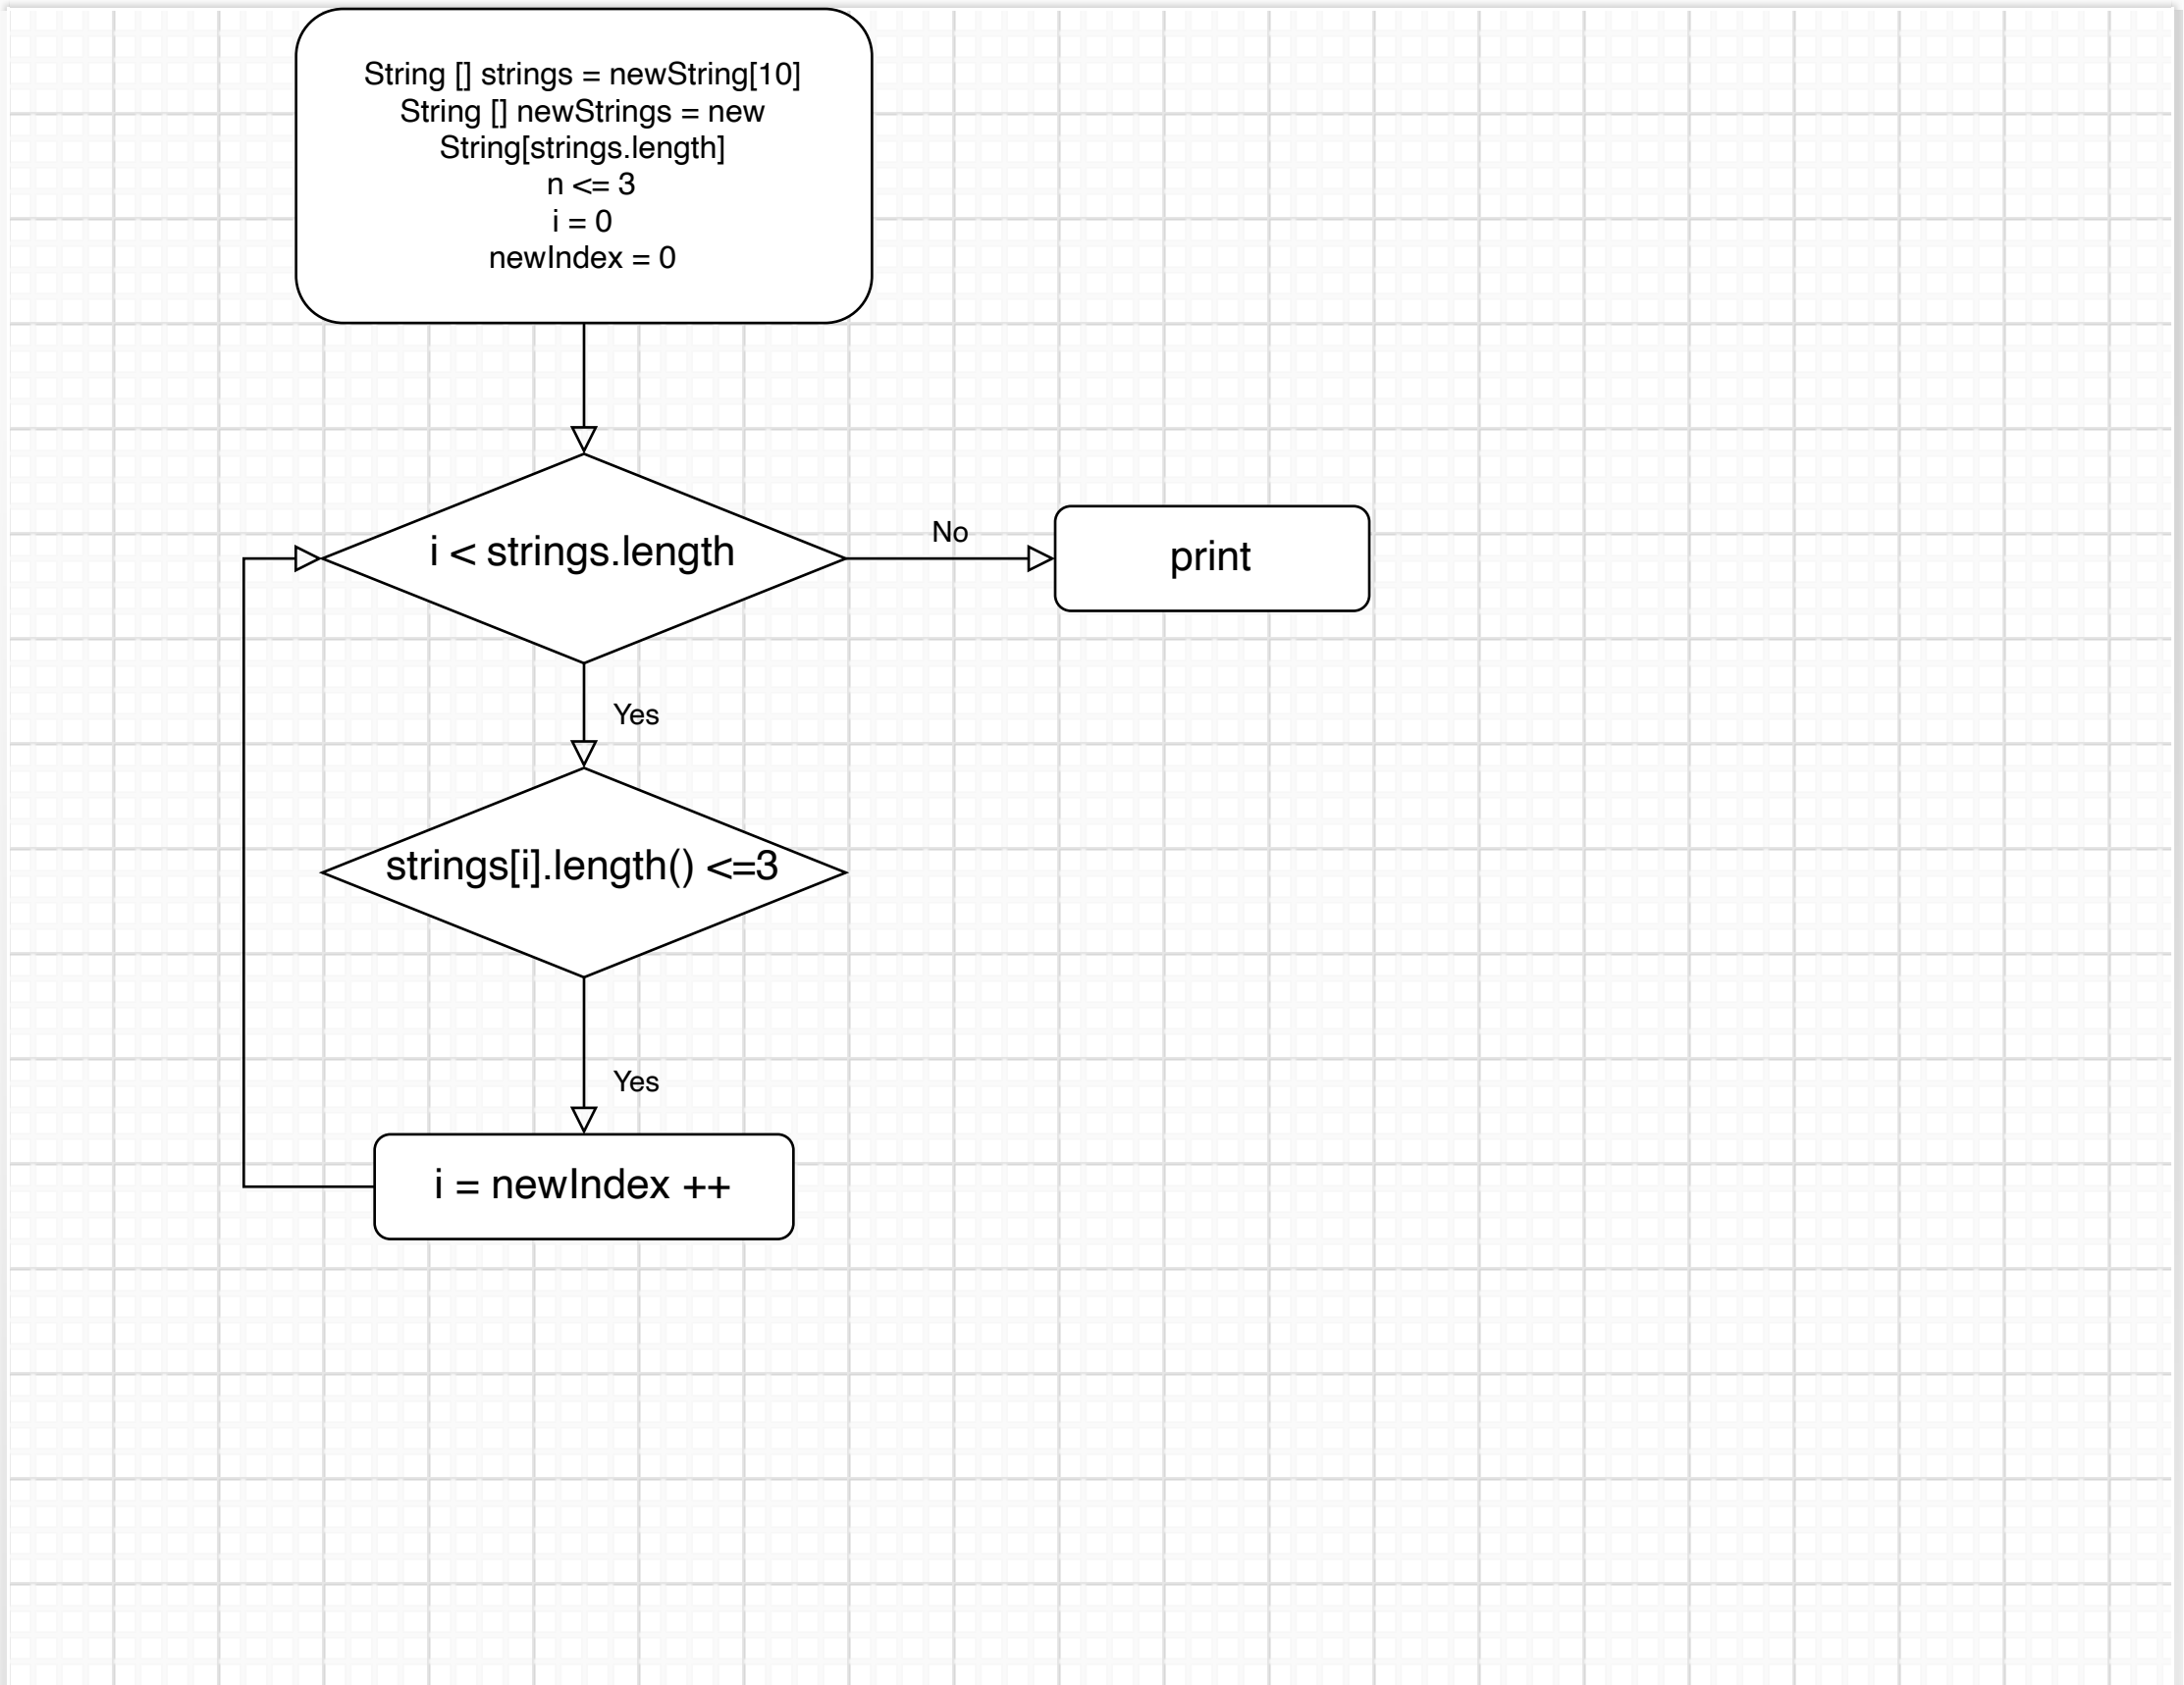 String [] strings = newString[10]
String [] newStrings = new
String[strings.length]
n <= 3
i = 0
newIndex = 0
i < strings.length
No
print
Yes
strings[i].length() <=3
Yes
i = newIndex ++